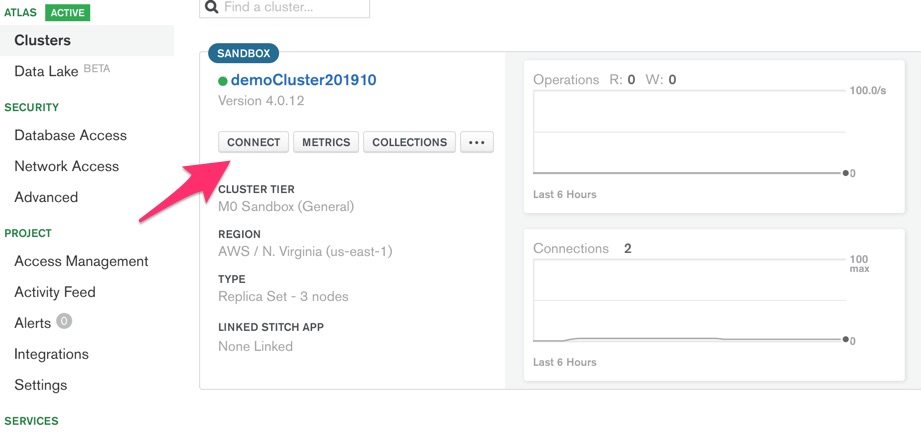 ATLAS ACTIVE
Clusters
Data Lake BETA
SECURITY
Database Access
Network Access
Advanced
PROJECT
Access Management
Activity Feed
Alerts 0
Integrations
Settings
SERVICES
Find a cluster...
SANDBOX
demoCluster201910
Version 4.0.12
CONNECT METRICS COLLECTIONS ...
CLUSTER TIER
M0 Sandbox (General)
REGION
AWS / N. Virginia (us-east-1)
TYPE
Replica Set - 3 nodes
LINKED STITCH APP
None Linked
Operations R: 0 W: 0
100.0/s
0
Last 6 Hours
Connections 2
100
max
0
Last 6 Hours